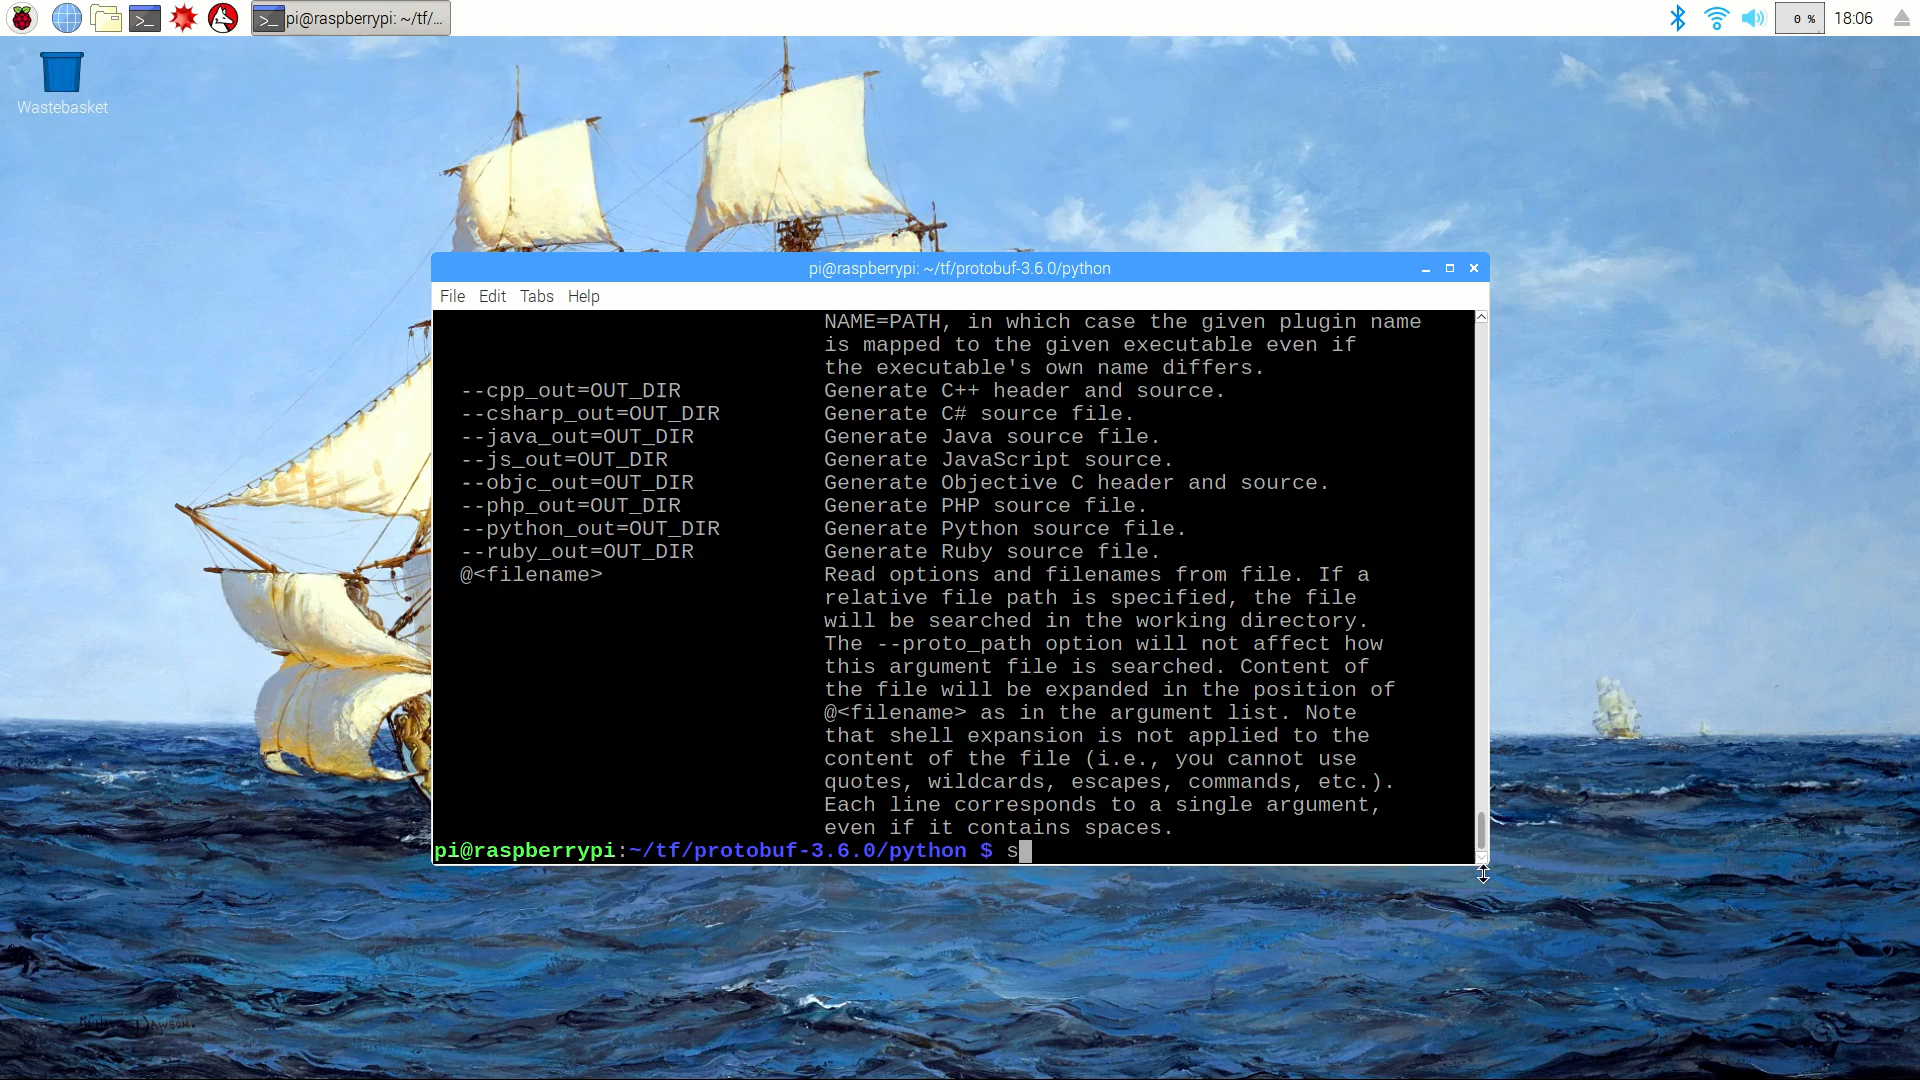 pi@raspberrypi: ~/tf/...
0 %
18:06
Wastebasket
pi@raspberrypi: ~/tf/protobuf-3.6.0/python
File Edit Tabs Help
NAME=PATH, in which case the given plugin name
is mapped to the given executable even if
the executable's own name differs.
--cpp_out=OUT_DIR Generate C++ header and source.
--csharp_out=OUT_DIR Generate C# source file.
--java_out=OUT_DIR Generate Java source file.
--js_out=OUT_DIR Generate JavaScript source.
--objc_out=OUT_DIR Generate Objective C header and source.
--php_out=OUT_DIR Generate PHP source file.
--python_out=OUT_DIR Generate Python source file.
--ruby_out=OUT_DIR Generate Ruby source file.
@<filename> Read options and filenames from file. If a
relative file path is specified, the file
will be searched in the working directory.
The --proto_path option will not affect how
this argument file is searched. Content of
the file will be expanded in the position of
@<filename> as in the argument list. Note
that shell expansion is not applied to the
content of the file (i.e., you cannot use
quotes, wildcards, escapes, commands, etc.).
Each line corresponds to a single argument,
even if it contains spaces.
pi@raspberrypi:~/tf/protobuf-3.6.0/python $ s